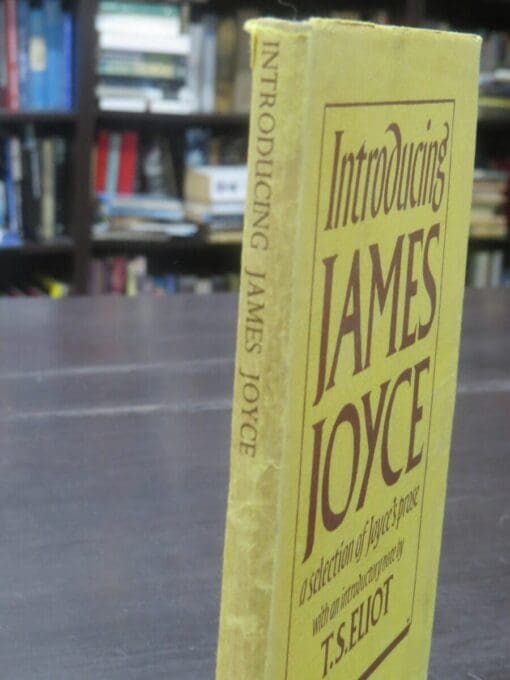 INTRODUCING JAMES JOYCE
Introducing
JAMES
JOYCE
a selection of Joyce's prose
with an introductory note by
T.S. ELIOT